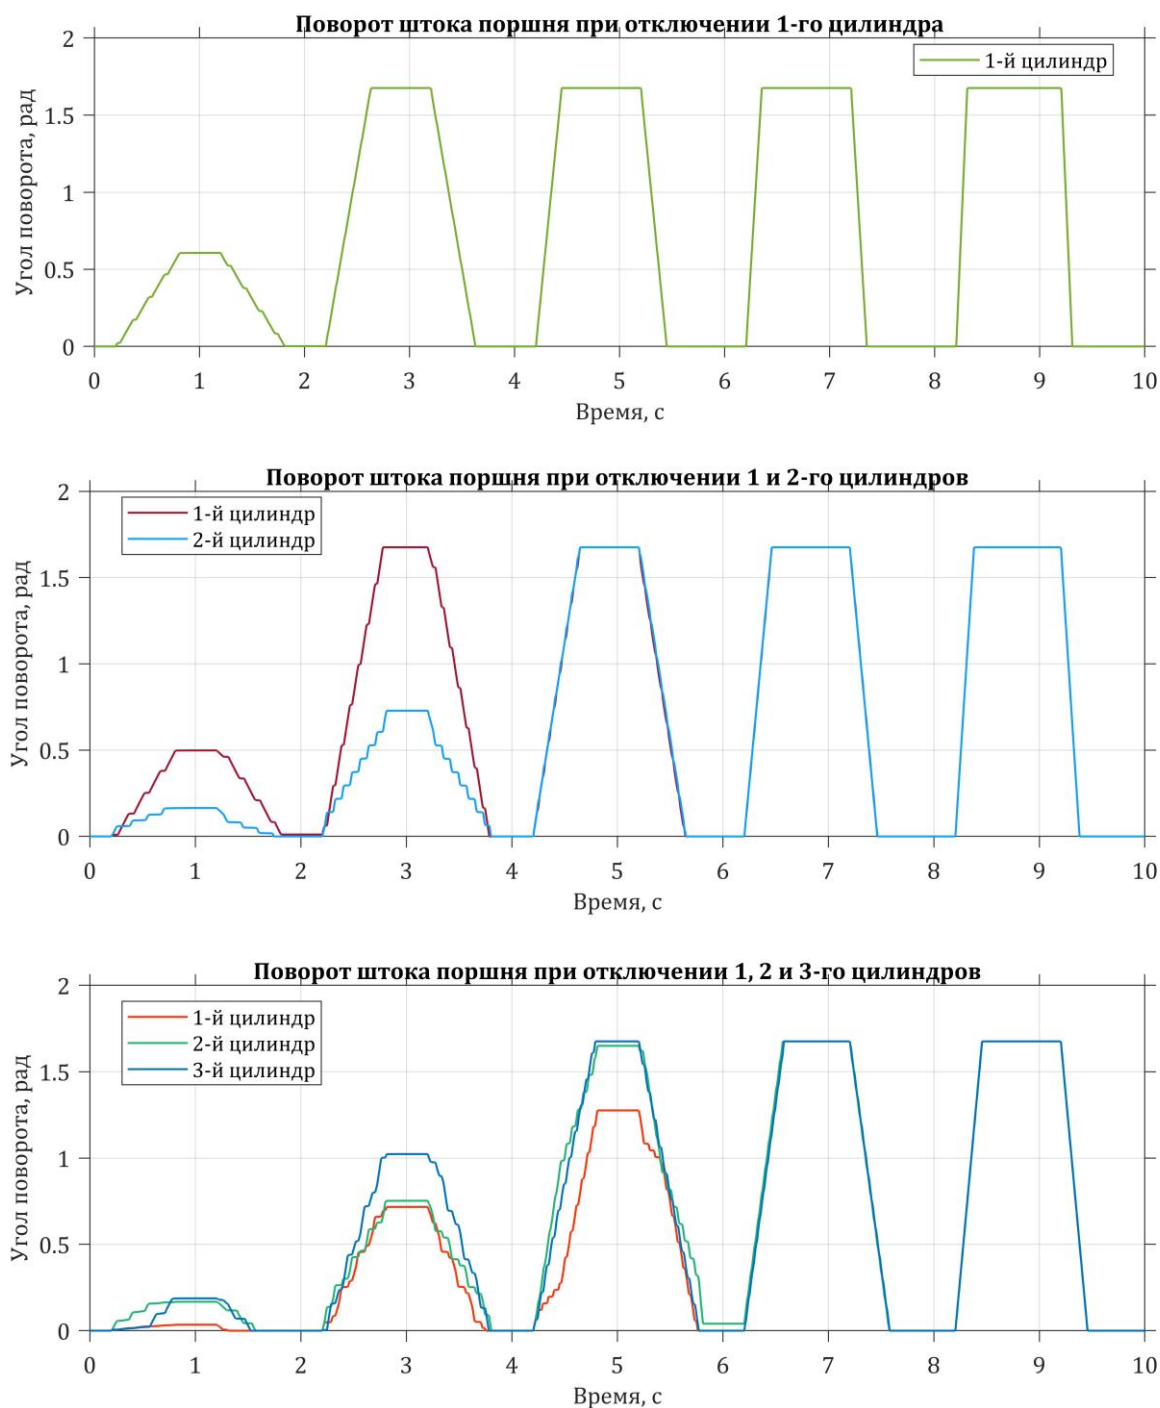 Поворот штока поршня при отключении 1-го цилиндра
1-й цилиндр
Угол поворота, рад
2
1.5
1
0.5
0
0 1 2 3 4 5 6 7 8 9 10
Время, с
Поворот штока поршня при отключении 1 и 2-го цилиндров
1-й цилиндр
2-й цилиндр
Угол поворота, рад
2
1.5
1
0.5
0
0 1 2 3 4 5 6 7 8 9 10
Время, с
Поворот штока поршня при отключении 1, 2 и 3-го цилиндров
1-й цилиндр
2-й цилиндр
3-й цилиндр
Угол поворота, рад
2
1.5
1
0.5
0
0 1 2 3 4 5 6 7 8 9 10
Время, с